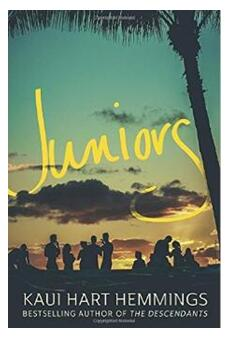 Juniors
KAUI HART HEMMINGS
BESTSELLING AUTHOR OF THE DESCENDANTS